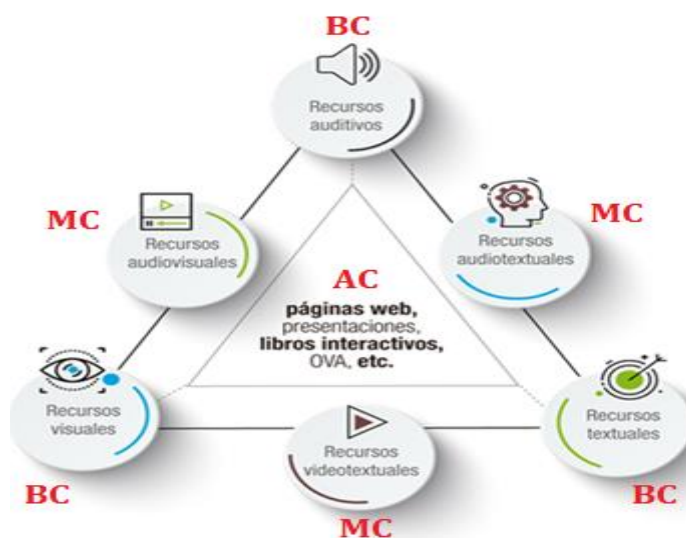 BC
Recursos
auditivos
MC
Recursos
audiovisuales
MC
Recursos
audiotextuales
AC
páginas web,
presentaciones,
libros interactivos,
OVA, etc.
Recursos
visuales
BC
Recursos
videotextuales
MC
Recursos
textuales
BC